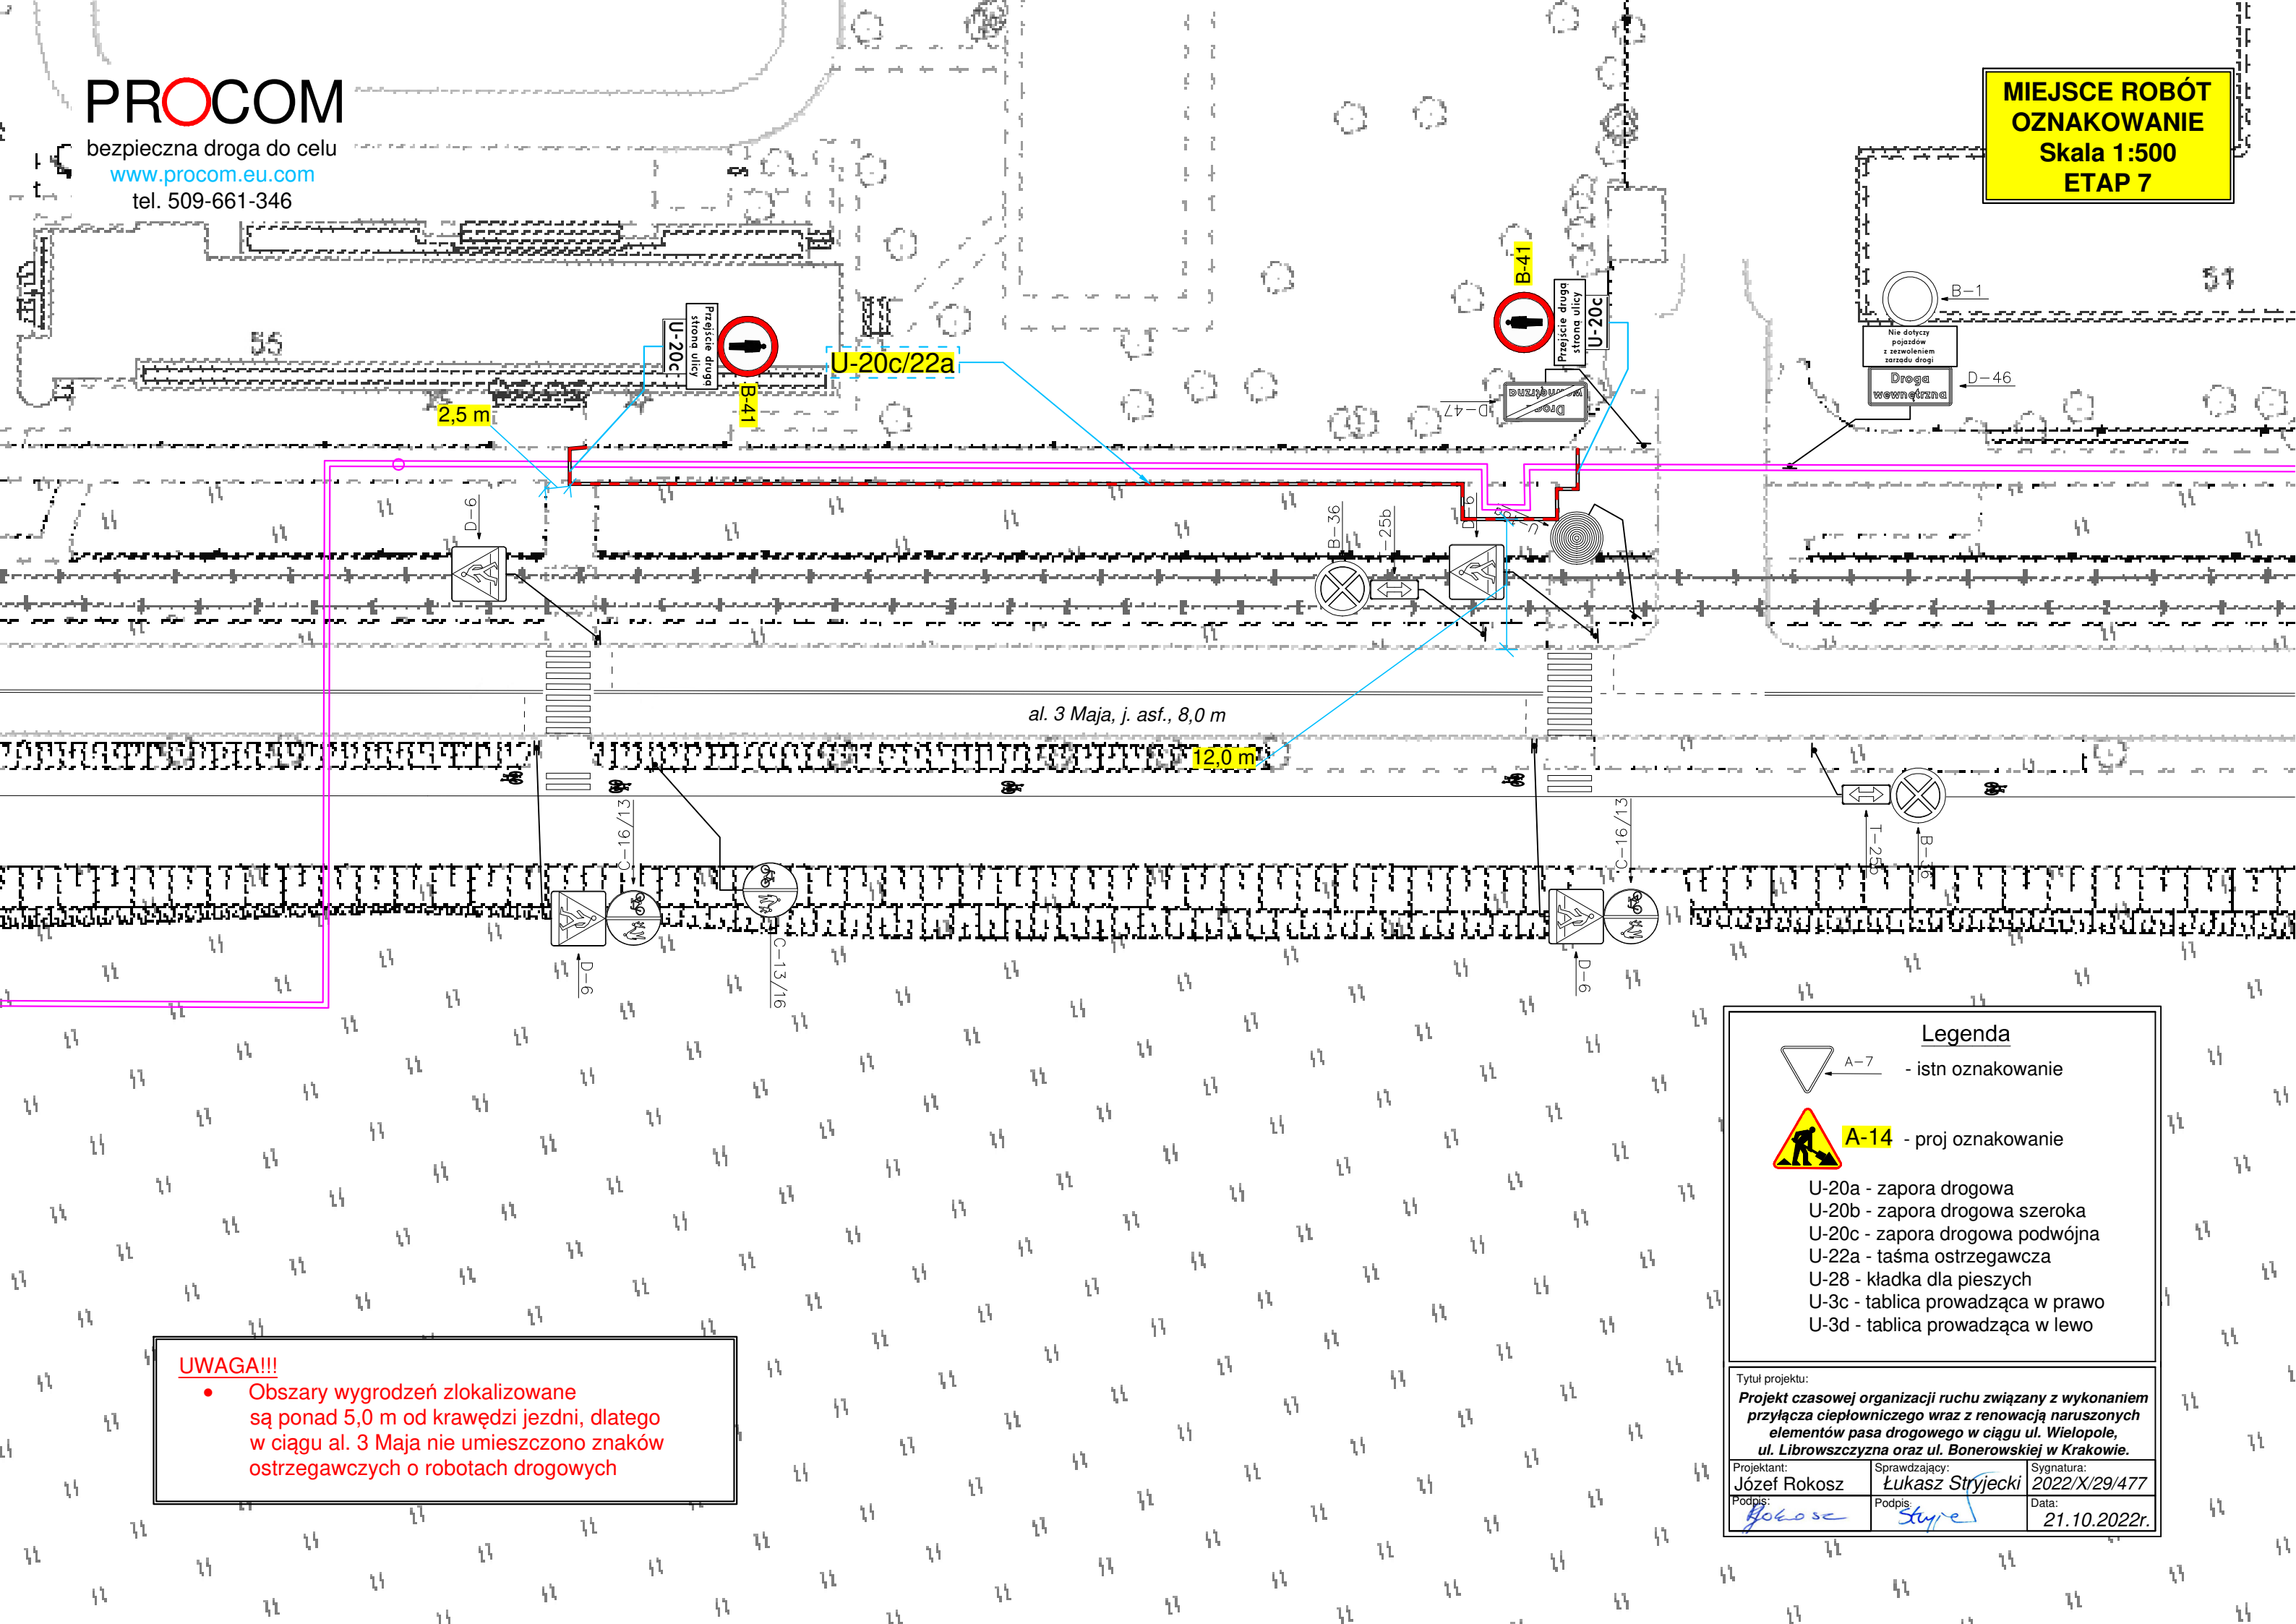 PROCOM
bezpieczna droga do celu
www.procom.eu.com
tel. 509-661-346
MIEJSCE ROBÓT
OZNAKOWANIE
Skala 1:500
ETAP 7
55
51
U-20c
Przejście drugą
stroną ulicy
B-41
U-20c/22a
2,5 m
B-41
Przejście drugą
stroną ulicy
U-20c
B-1
Nie dotyczy
pojazdów
z zezwoleniem
zarządu drogi
Droga
wewnętrzna
D-46
Droga
wewnętrzna
D-47
D-6
B-36
T-25b
D-6
al. 3 Maja, j. asf., 8,0 m
12,0 m
C-16/13
C-16/13
T-25b
B-36
D-6
C-13/16
D-6
Legenda
A-7
- istn oznakowanie
A-14 - proj oznakowanie
U-20a - zapora drogowa
U-20b - zapora drogowa szeroka
U-20c - zapora drogowa podwójna
U-22a - taśma ostrzegawcza
U-28 - kładka dla pieszych
U-3c - tablica prowadząca w prawo
U-3d - tablica prowadząca w lewo
UWAGA!!!
• Obszary wygrodzeń zlokalizowane
są ponad 5,0 m od krawędzi jezdni, dlatego
w ciągu al. 3 Maja nie umieszczono znaków
ostrzegawczych o robotach drogowych
Tytuł projektu:
Projekt czasowej organizacji ruchu związany z wykonaniem
przyłącza ciepłowniczego wraz z renowacją naruszonych
elementów pasa drogowego w ciągu ul. Wielopole,
ul. Librowszczyzna oraz ul. Bonerowskiej w Krakowie.
Projektant:
Józef Rokosz
Sprawdzający:
Łukasz Stryjecki
Sygnatura:
2022/X/29/477
Podpis:
Rokosz
Podpis:
Data:
21.10.2022r.